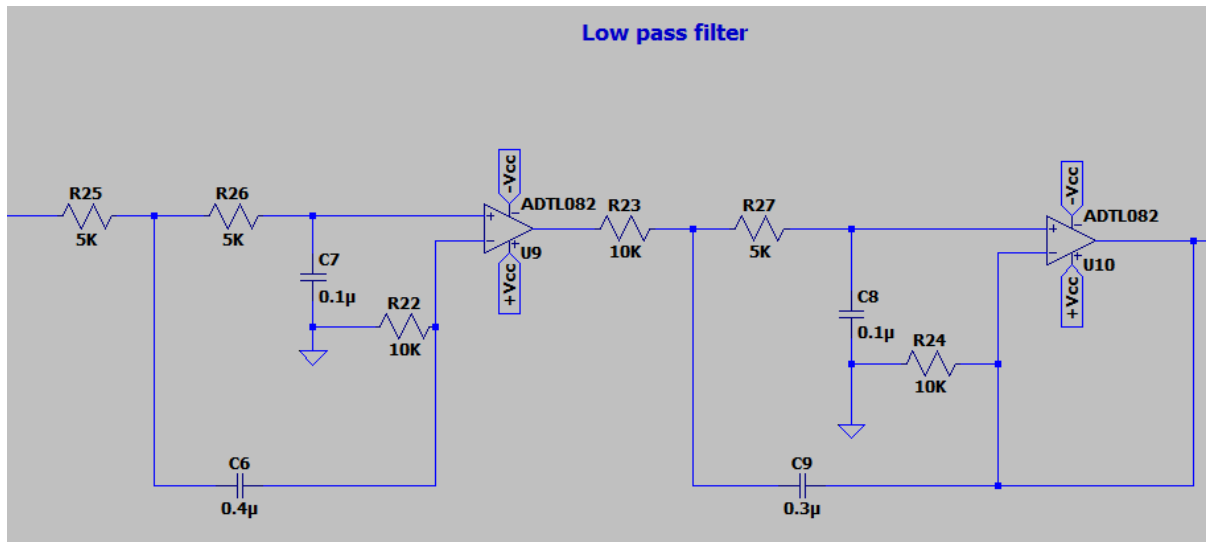 Low pass filter
R25
5K
R26
5K
C7
0.1µ
R22
10K
C6
0.4µ
-Vcc
ADTL082
U9
+Vcc
R23
10K
R27
5K
C8
0.1µ
R24
10K
C9
0.3µ
-Vcc
ADTL082
U10
+Vcc